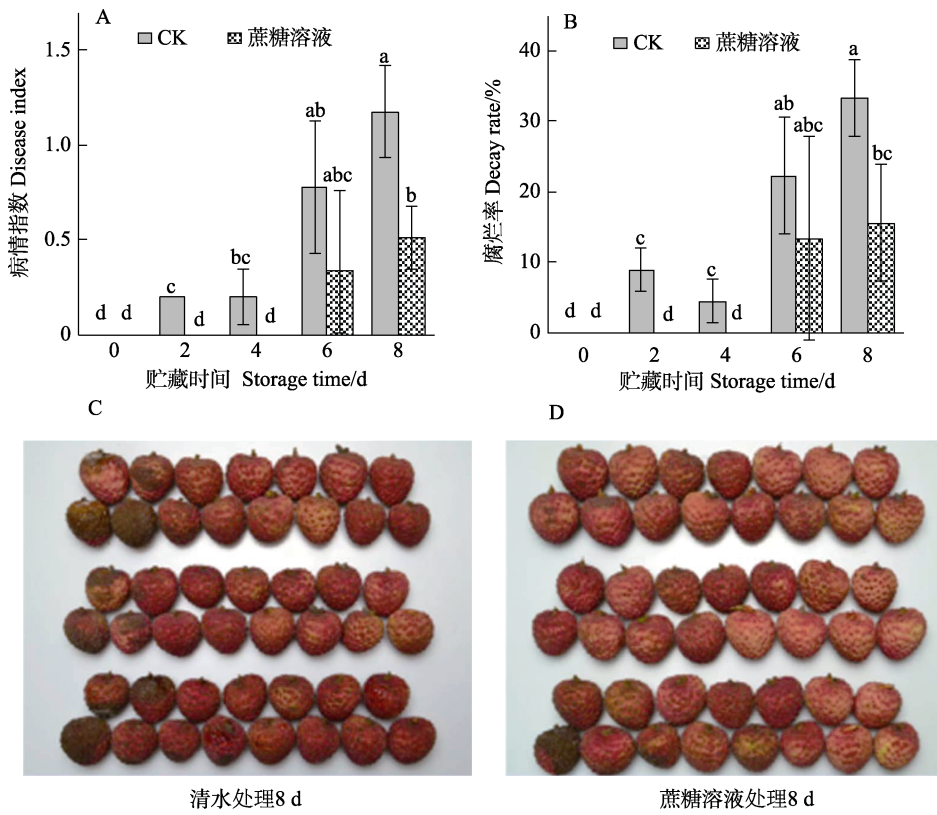 A
CK 蔗糖溶液
病情指数 Disease index
1.5
1.0
0.5
0
d d c d bc d ab abc a b
0 2 4 6 8
贮藏时间 Storage time/d
B
CK 蔗糖溶液
腐烂率 Decay rate/%
40
30
20
10
0
d d c d c d ab abc a bc
0 2 4 6 8
贮藏时间 Storage time/d
C
清水处理8 d
D
蔗糖溶液处理8 d